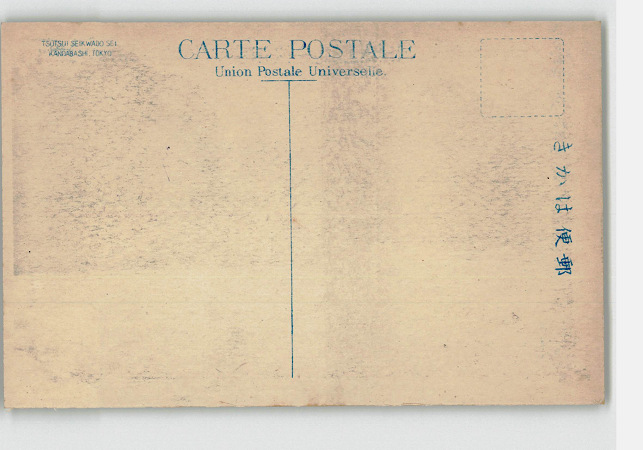 TSUTSUI SEIKWADO SEI.
KANDABASHI. TOKYO
CARTE POSTALE
Union Postale Universelle.
きかは便郵